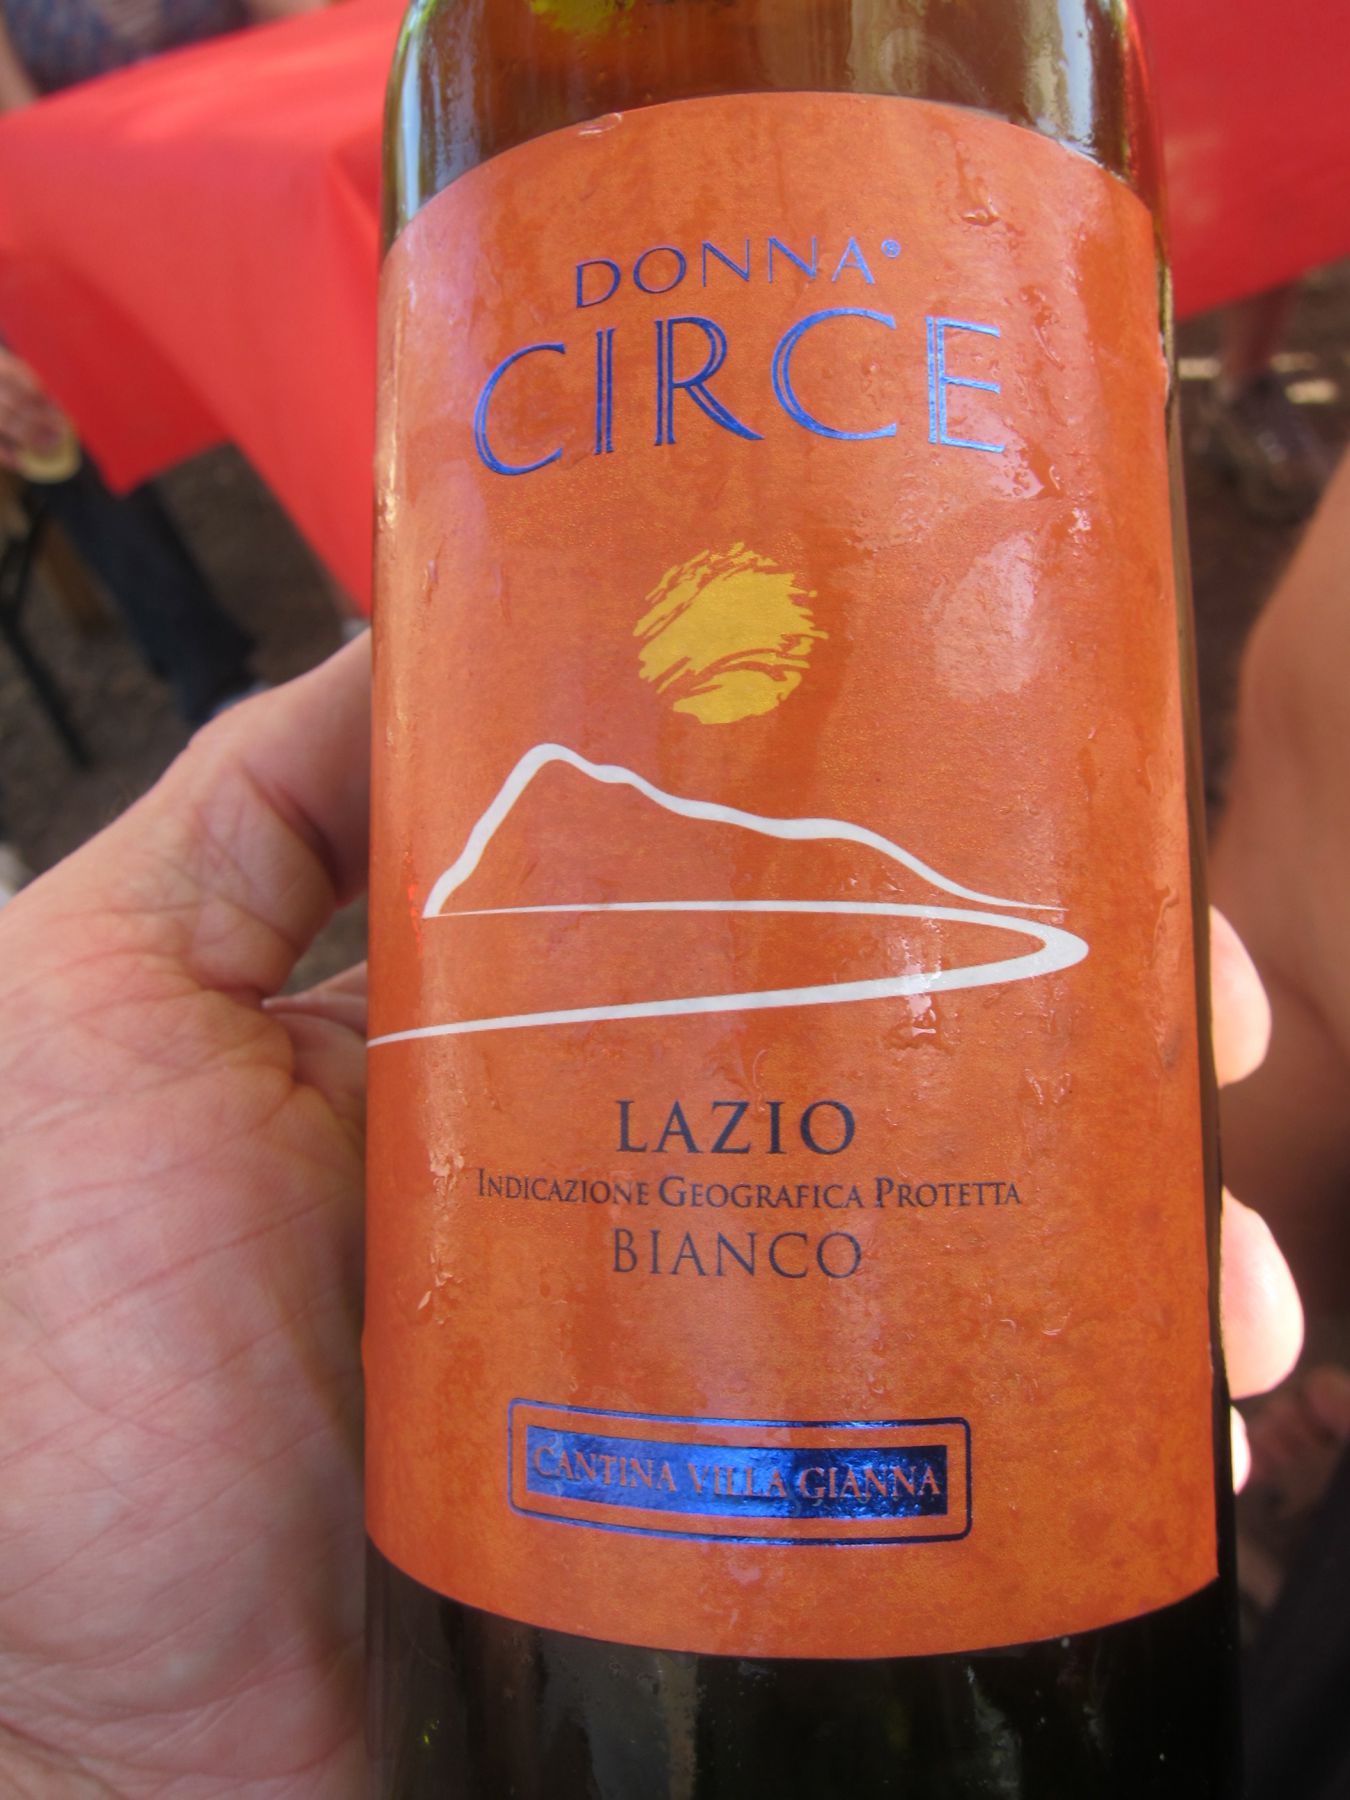 DONNA®
CIRCE
LAZIO
INDICAZIONE GEOGRAFICA PROTETTA
BIANCO
CANTINA VILLA GIANNA